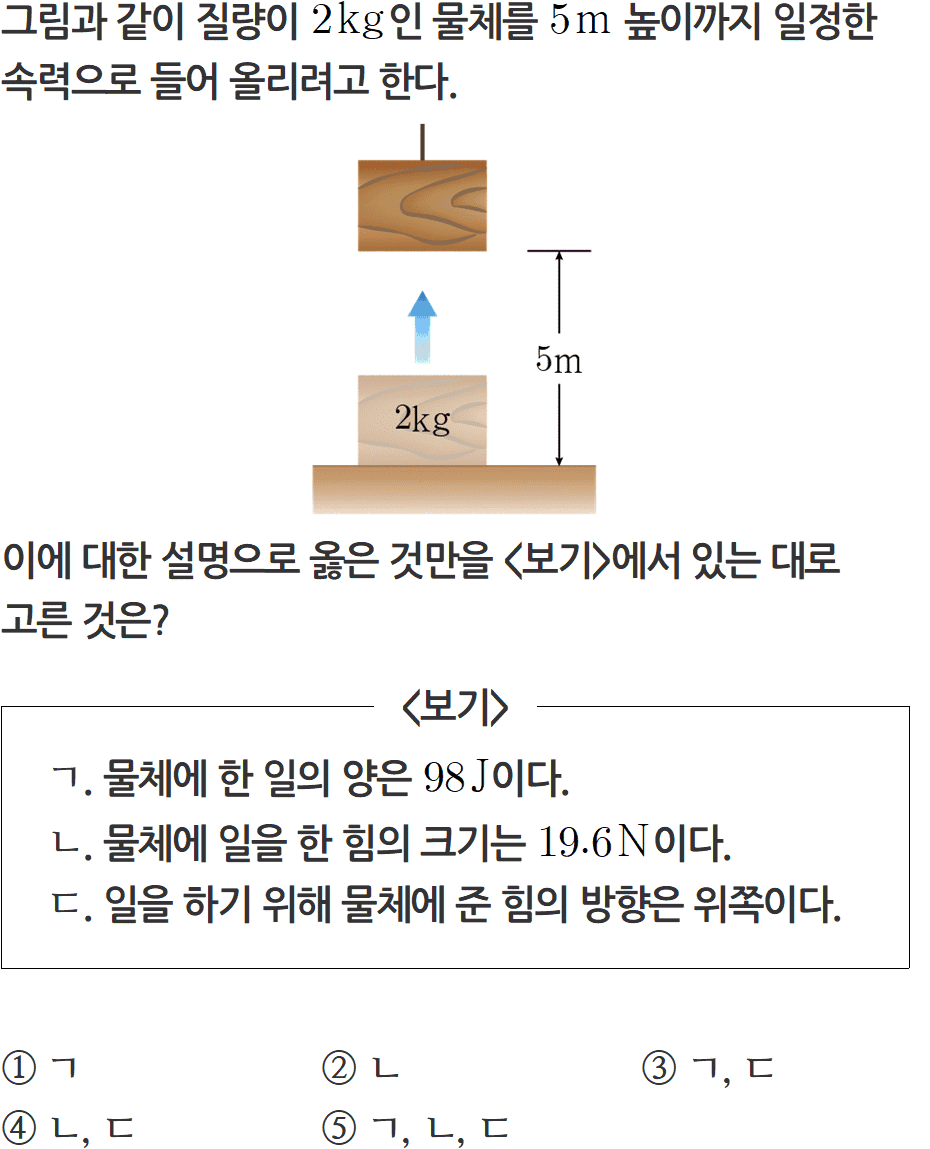 그림과 같이 질량이 2kg인 물체를 5m 높이까지 일정한
속력으로 들어 올리려고 한다.
5m
2kg
이에 대한 설명으로 옳은 것만을 <보기>에서 있는 대로
고른 것은?
<보기>
ㄱ. 물체에 한 일의 양은 98J이다.
ㄴ. 물체에 일을 한 힘의 크기는 19.6N이다.
ㄷ. 일을 하기 위해 물체에 준 힘의 방향은 위쪽이다.
① ㄱ ② ㄴ ③ ㄱ, ㄷ
④ ㄴ, ㄷ ⑤ ㄱ, ㄴ, ㄷ